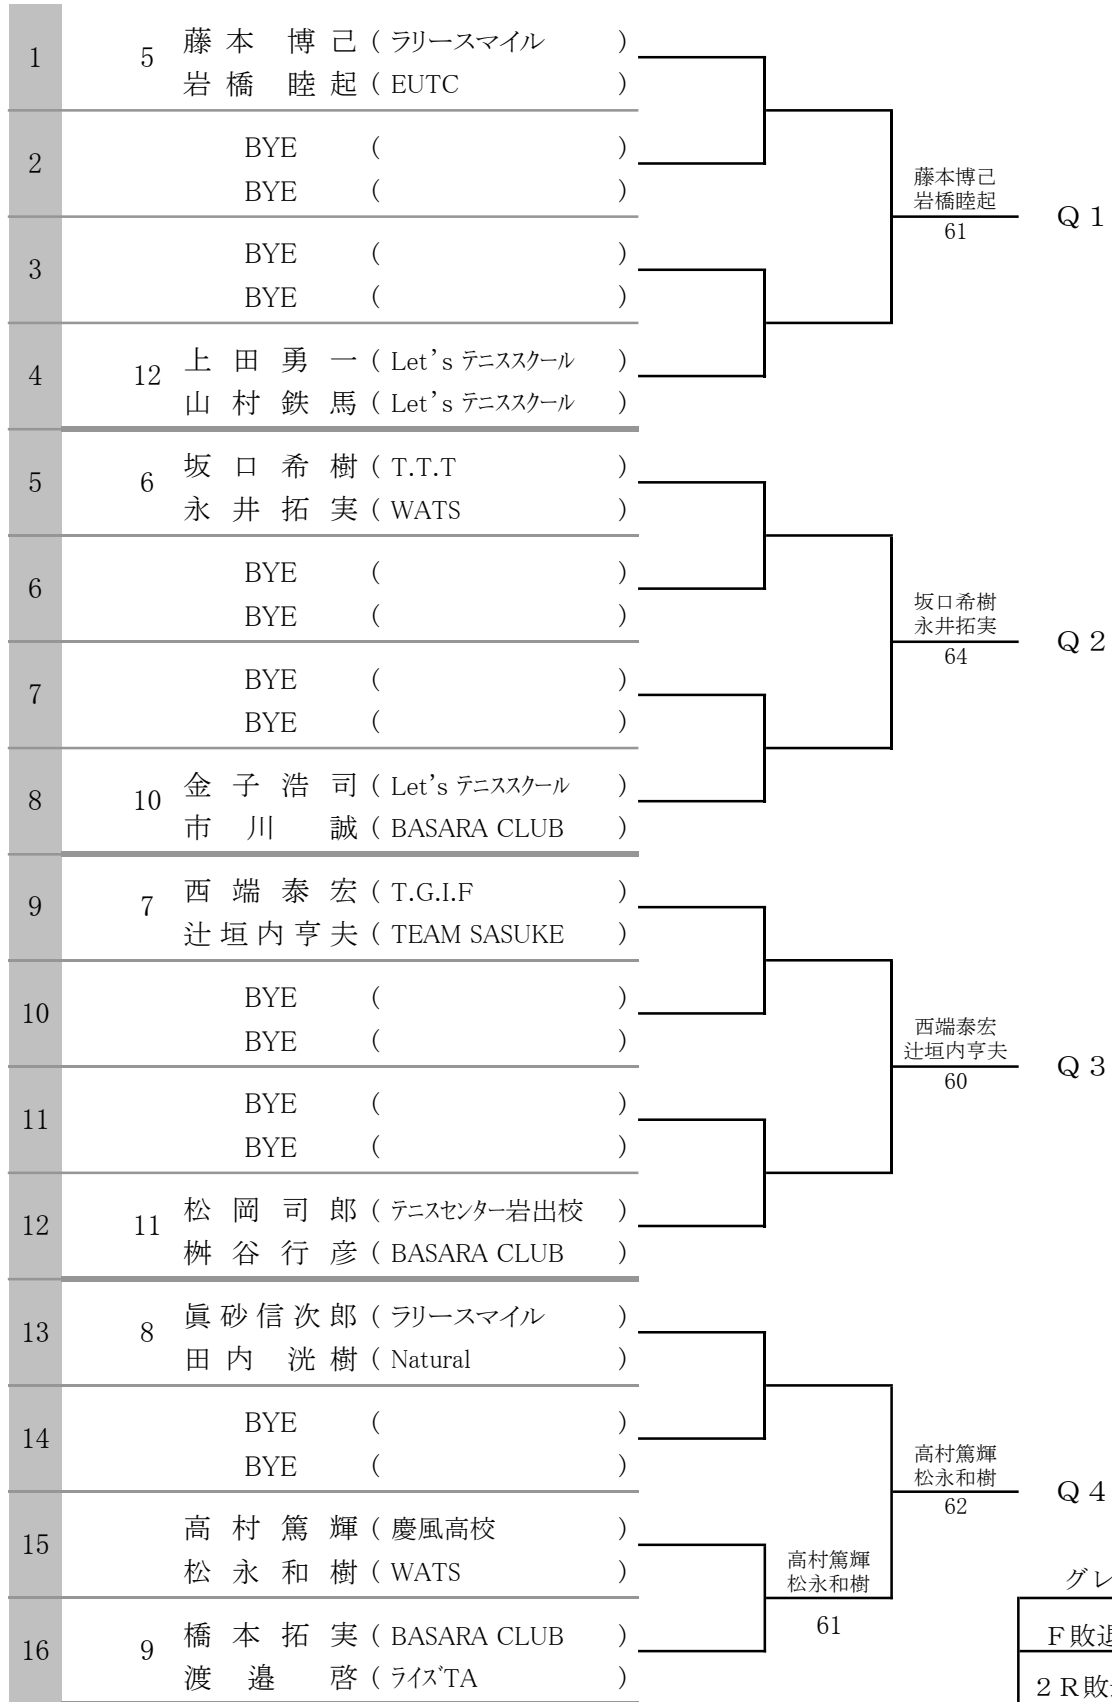 1 5 藤本 博己 ( ラリースマイル )
岩橋 睦起 ( EUTC )
2 BYE ( )
BYE ( )
藤本博己
岩橋睦起
61
Q1
3 BYE ( )
BYE ( )
4 12 上田勇一 ( Let's テニススクール )
山村鉄馬 ( Let's テニススクール )
5 6 坂口希樹 ( T.T.T )
永井拓実 ( WATS )
6 BYE ( )
BYE ( )
坂口希樹
永井拓実
64
Q2
7 BYE ( )
BYE ( )
8 10 金子浩司 ( Let's テニススクール )
市川 誠 ( BASARA CLUB )
9 7 西端泰宏 ( T.G.I.F )
辻垣内亨夫 ( TEAM SASUKE )
10 BYE ( )
BYE ( )
西端泰宏
辻垣内亨夫
60
Q3
11 BYE ( )
BYE ( )
12 11 松岡司郎 ( テニスセンター岩出校 )
桝谷行彦 ( BASARA CLUB )
13 8 眞砂信次郎 ( ラリースマイル )
田内 洸樹 ( Natural )
14 BYE ( )
BYE ( )
高村篤輝
松永和樹
62
Q4
15 高村篤輝 ( 慶風高校 )
松永和樹 ( WATS )
高村篤輝
松永和樹
61
16 9 橋本拓実 ( BASARA CLUB )
渡邉 啓 ( ライズTA )
グレ
F敗退
2R敗